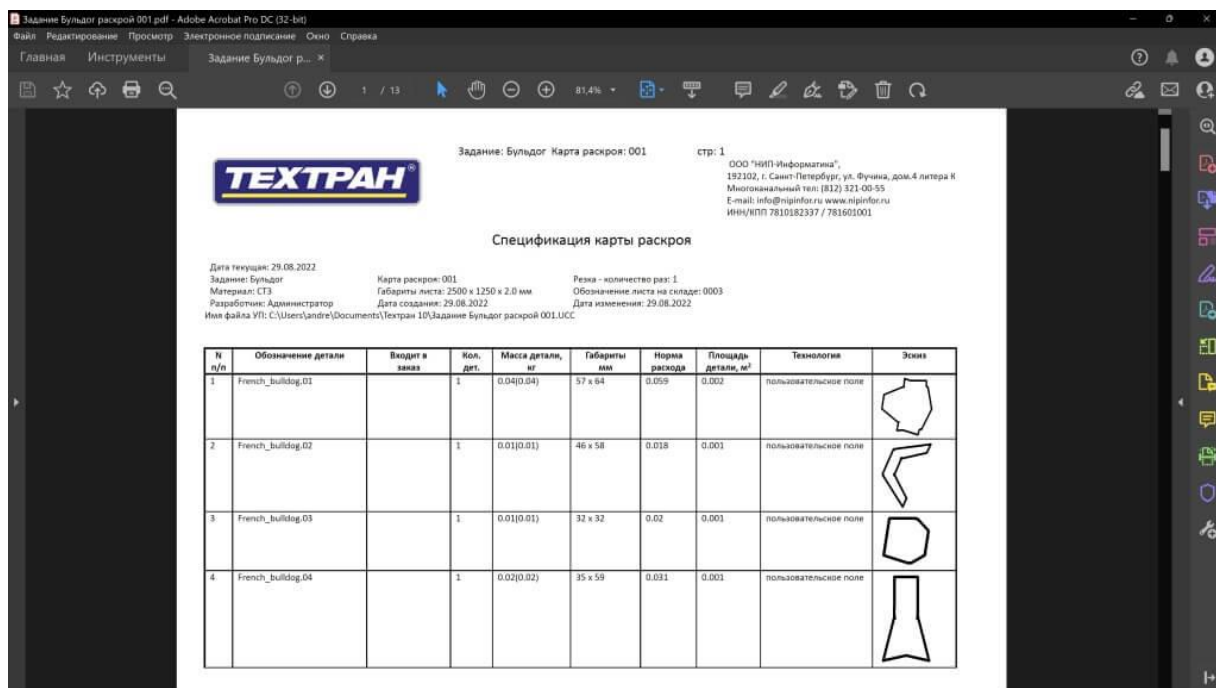 Задание Бульдог раскрой 001.pdf - Adobe Acrobat Pro DC (32-bit)
Файл Редактирование Просмотр Электронное подписание Окно Справка
Главная Инструменты Задание Бульдог р... ×
1 / 13 81,4%
Задание: Бульдог Карта раскроя: 001 стр: 1
ТЕХТРАН®
ООО "НИП-Информатика",
192102, г. Санкт-Петербург, ул. Фучика, дом.4 литера К
Многоканальный тел: (812) 321-00-55
E-mail: info@nipinfor.ru www.nipinfor.ru
ИНН/КПП 7810182337 / 781601001
Спецификация карты раскроя
Дата текущая: 29.08.2022
Задание: Бульдог Карта раскроя: 001 Резка - количество раз: 1
Материал: СТ3 Габариты листа: 2500 x 1250 x 2.0 мм Обозначение листа на складе: 0003
Разработчик: Администратор Дата создания: 29.08.2022 Дата изменения: 29.08.2022
Имя файла УП: C:\Users\andre\Documents\Техтран 10\Задание Бульдог раскрой 001.UCC
N п/п Обозначение детали Входит в заказ Кол. дет. Масса детали, кг Габариты мм Норма расхода Площадь детали, м² Технология Эскиз
1 French_bulldog.01 1 0.04(0.04) 57 x 64 0.059 0.002 пользовательское поле
2 French_bulldog.02 1 0.01(0.01) 46 x 58 0.018 0.001 пользовательское поле
3 French_bulldog.03 1 0.01(0.01) 32 x 32 0.02 0.001 пользовательское поле
4 French_bulldog.04 1 0.02(0.02) 35 x 59 0.031 0.001 пользовательское поле